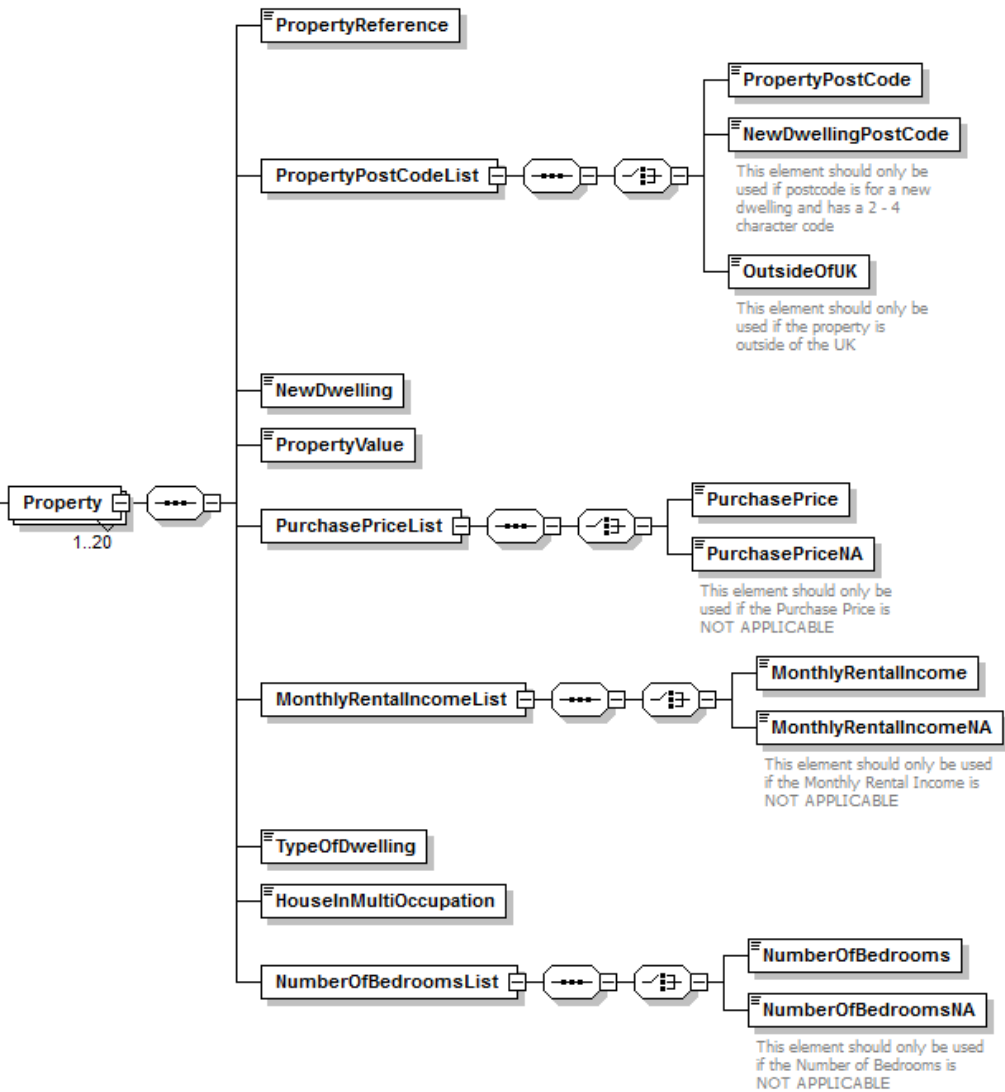 PropertyReference
PropertyPostCodeList
PropertyPostCode
NewDwellingPostCode
This element should only be
used if postcode is for a new
dwelling and has a 2 - 4
character code
OutsideOfUK
This element should only be
used if the property is
outside of the UK
NewDwelling
PropertyValue
Property
1..20
PurchasePriceList
PurchasePrice
PurchasePriceNA
This element should only be
used if the Purchase Price is
NOT APPLICABLE
MonthlyRentalIncomeList
MonthlyRentalIncome
MonthlyRentalIncomeNA
This element should only be used
if the Monthly Rental Income is
NOT APPLICABLE
TypeOfDwelling
HouseInMultiOccupation
NumberOfBedroomsList
NumberOfBedrooms
NumberOfBedroomsNA
This element should only be used
if the Number of Bedrooms is
NOT APPLICABLE